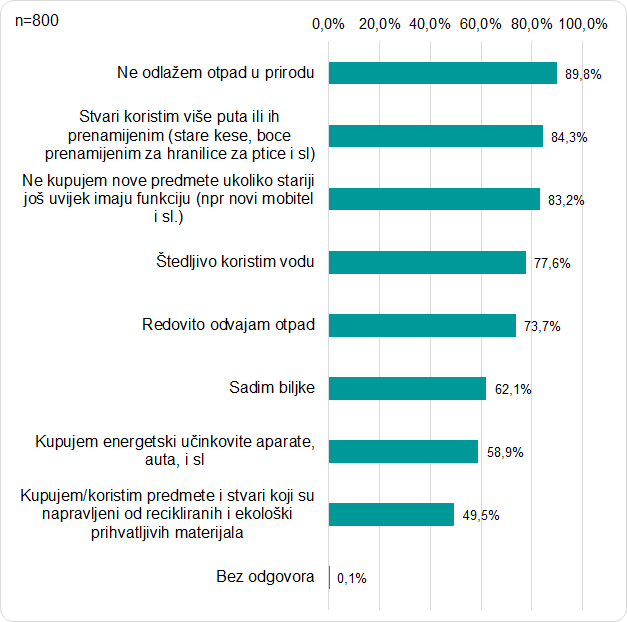 n=800
0,0% 20,0% 40,0% 60,0% 80,0% 100,0%
Ne odlažem otpad u prirodu
89,8%
Stvari koristim više puta ili ih
prenamijenim (stare kese, boce
prenamijenim za hranilice za ptice i sl)
84,3%
Ne kupujem nove predmete ukoliko stariji
još uvijek imaju funkciju (npr novi mobitel
i sl.)
83,2%
Štedljivo koristim vodu
77,6%
Redovito odvajam otpad
73,7%
Sadim biljke
62,1%
Kupujem energetski učinkovite aparate,
auta, i sl
58,9%
Kupujem/koristim predmete i stvari koji su
napravljeni od recikliranih i ekološki
prihvatljivih materijala
49,5%
Bez odgovora
0,1%